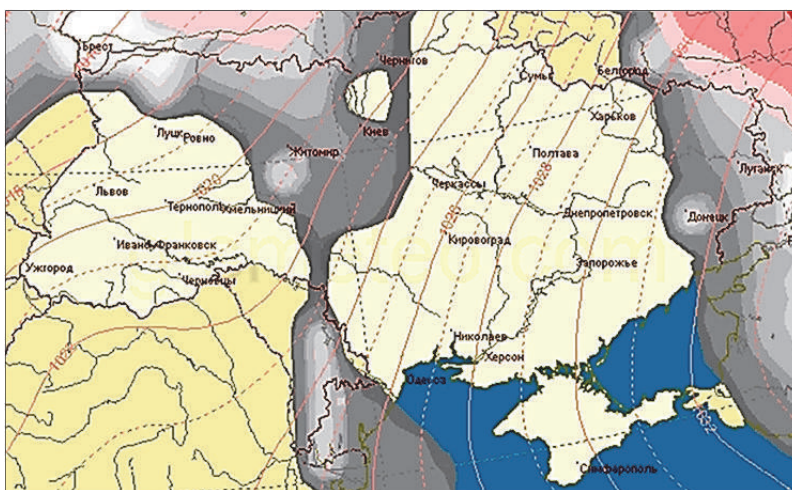 Брест
Чернигов
Сумы
Белгород
Киев
Харьков
Луцк
Ровно
Житомир
Полтава
Луганск
Львов
1020
Черкассы
1028
Тернополь
Хмельницкий
1026
Днепропетровск
Донецк
Ивано-Франковск
Кировоград
Ужгород
Запорожье
Черновцы
Николаев
Херсон
Одесса
Симферополь